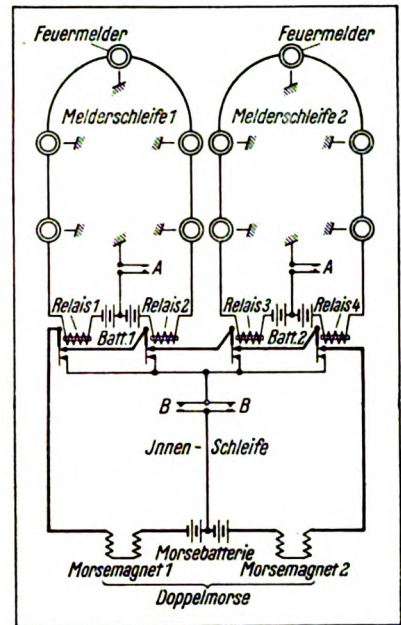 Feuermelder Feuermelder
Melderschleife 1 Melderschleife 2
A A
Relais 1 Relais 2 Relais 3 Relais 4
Batt. 1 Batt. 2
B B
Jnnen - Schleife
Morsebatterie
Morsemagnet 1 Morsemagnet 2
Doppelmorse